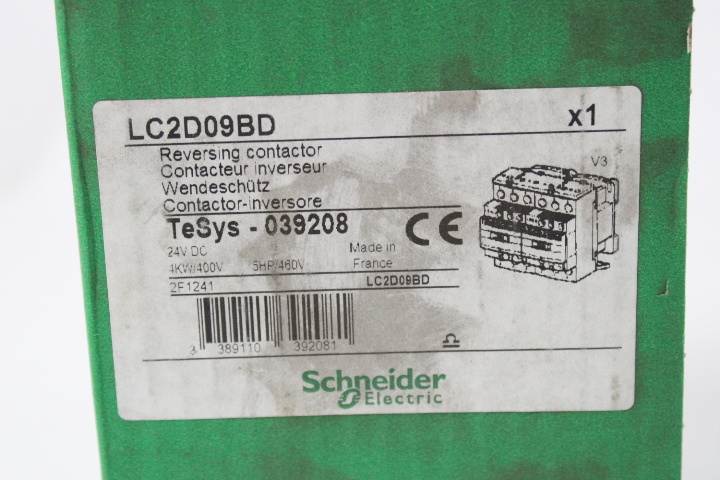 LC2D09BD x1
Reversing contactor
Contacteur inverseur
Wendeschütz
Contactor-inversore
V3
TeSys - 039208 CE
24V DC Made in
4KW/400V 5HP/460V France
2F1241 LC2D09BD
3 389110 392081
Schneider
Electric